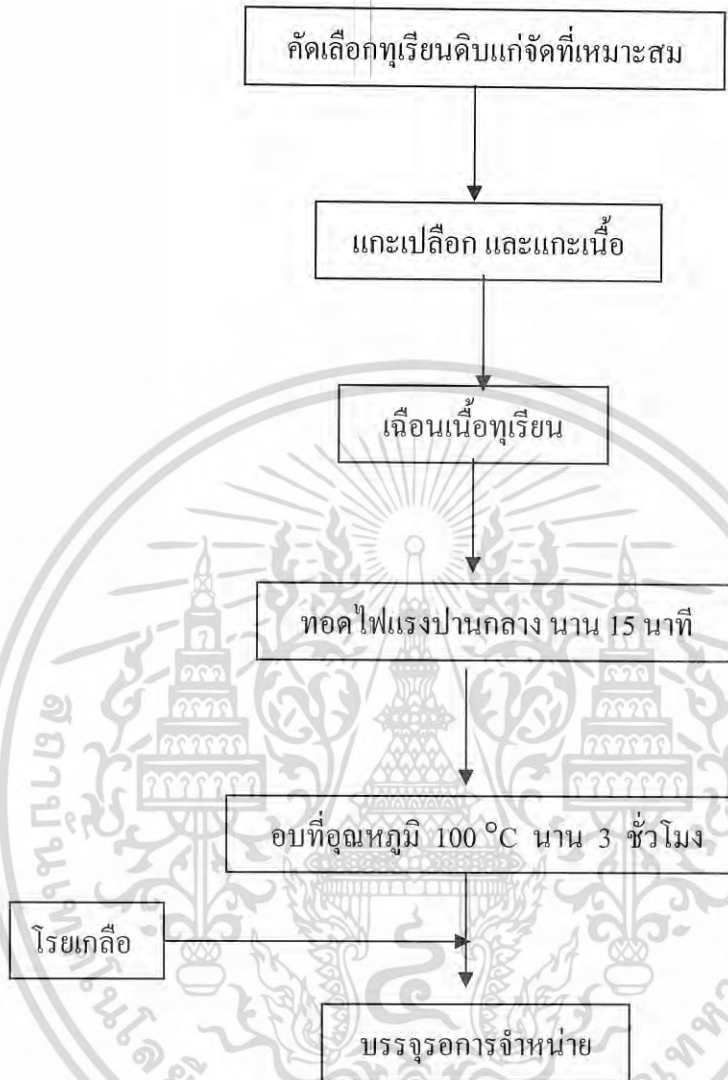 คัดเลือกทุเรียนดิบแก่จัดที่เหมาะสม
แกะเปลือก และแกะเนื้อ
เฉือนเนื้อทุเรียน
ทอดไฟแรงปานกลาง นาน 15 นาที
อบที่อุณหภูมิ 100 °C นาน 3 ชั่วโมง
โรยเกลือ
บรรจุรอการจำหน่าย